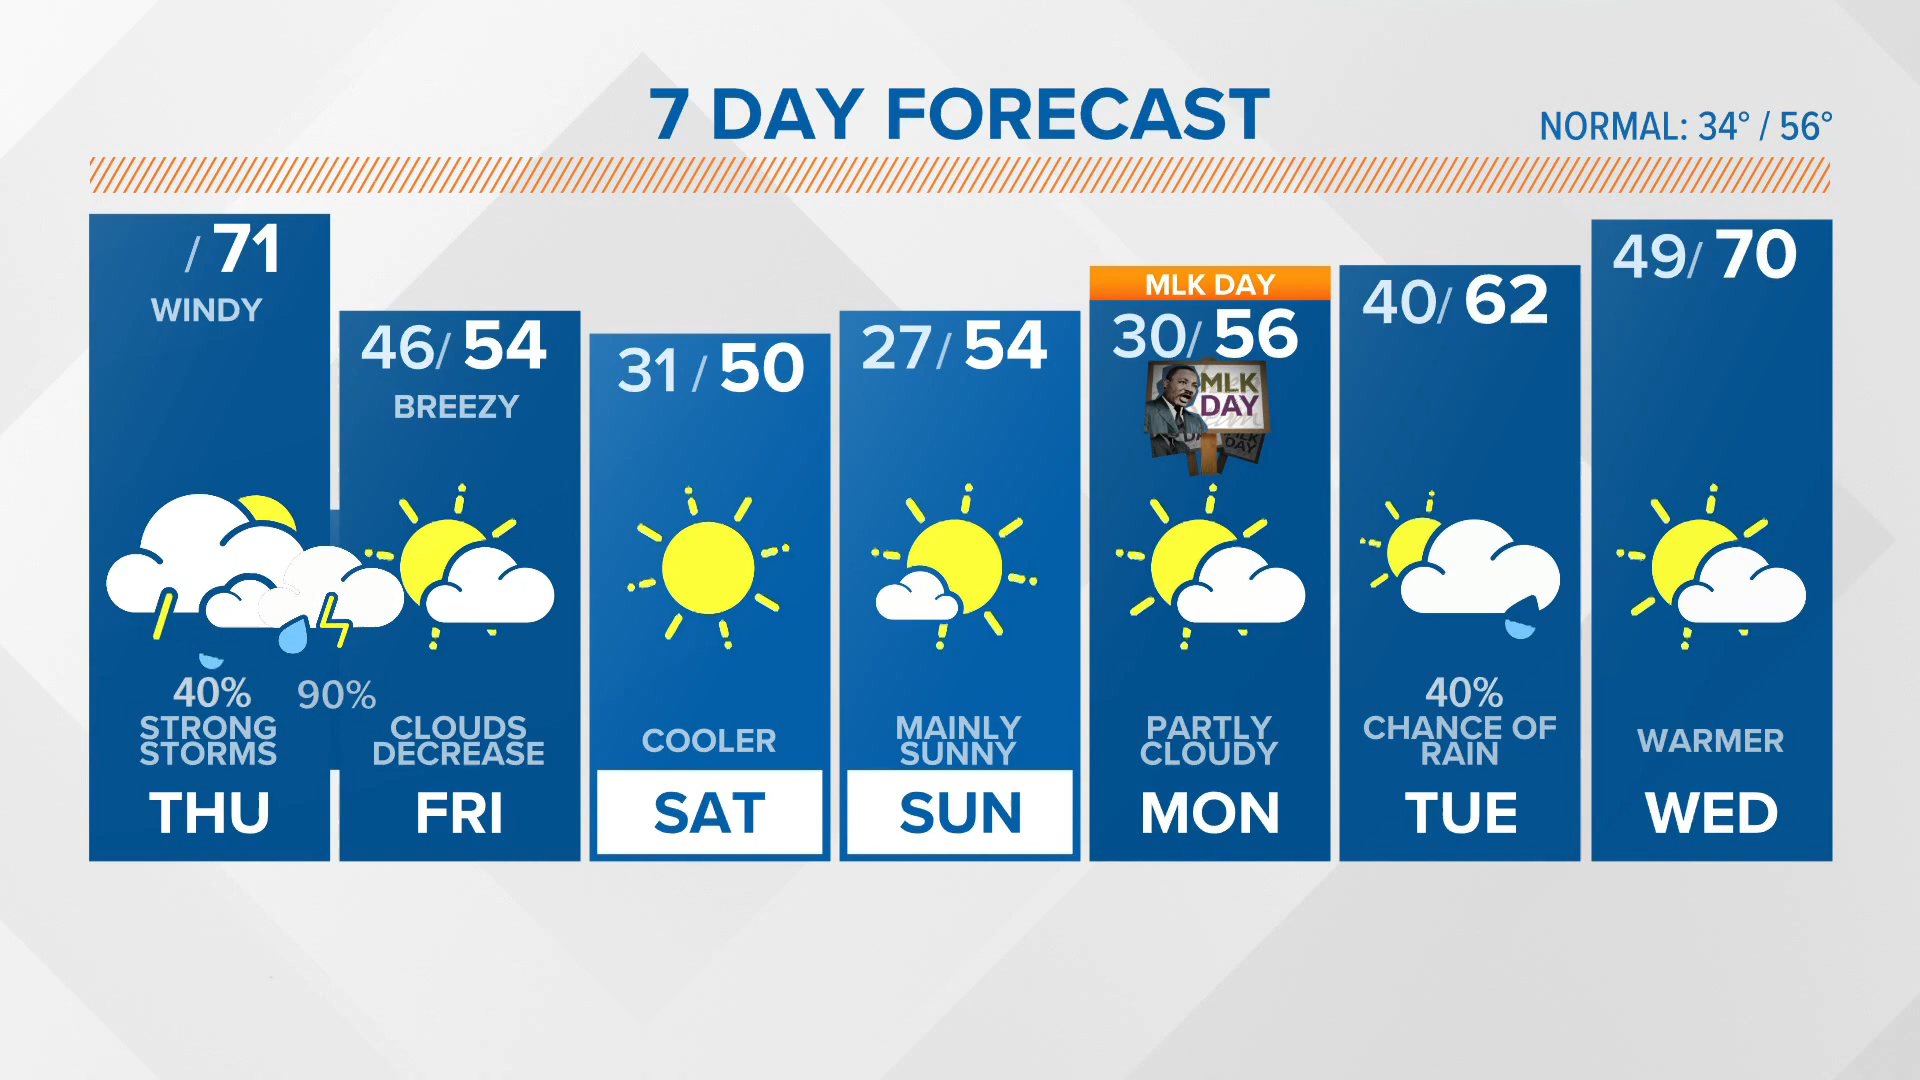 7 DAY FORECAST
NORMAL: 34° / 56°
/ 71
WINDY
40%
STRONG
STORMS
THU
90%
46/ 54
BREEZY
CLOUDS
DECREASE
FRI
31 / 50
COOLER
SAT
27/ 54
MAINLY
SUNNY
SUN
MLK DAY
30/ 56
MLK
DAY
PARTLY
CLOUDY
MON
40/ 62
40%
CHANCE OF
RAIN
TUE
49/ 70
WARMER
WED